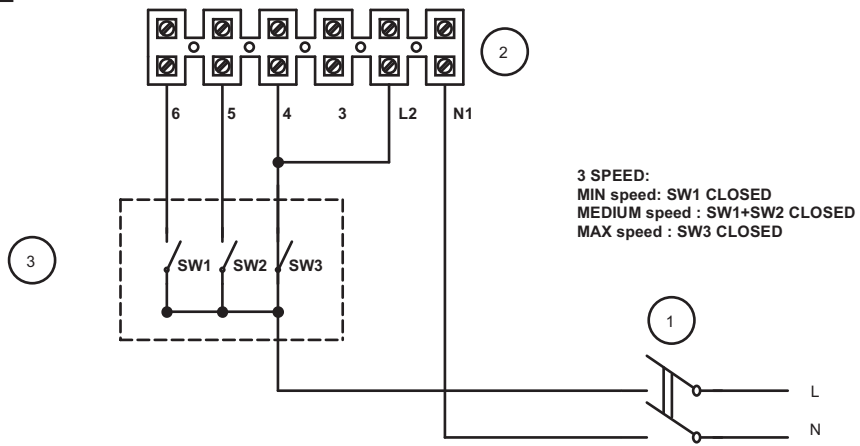 2
6 5 4 3 L2 N1
3 SPEED:
MIN speed: SW1 CLOSED
MEDIUM speed : SW1+SW2 CLOSED
MAX speed : SW3 CLOSED
3
SW1 SW2 SW3
1
L
N